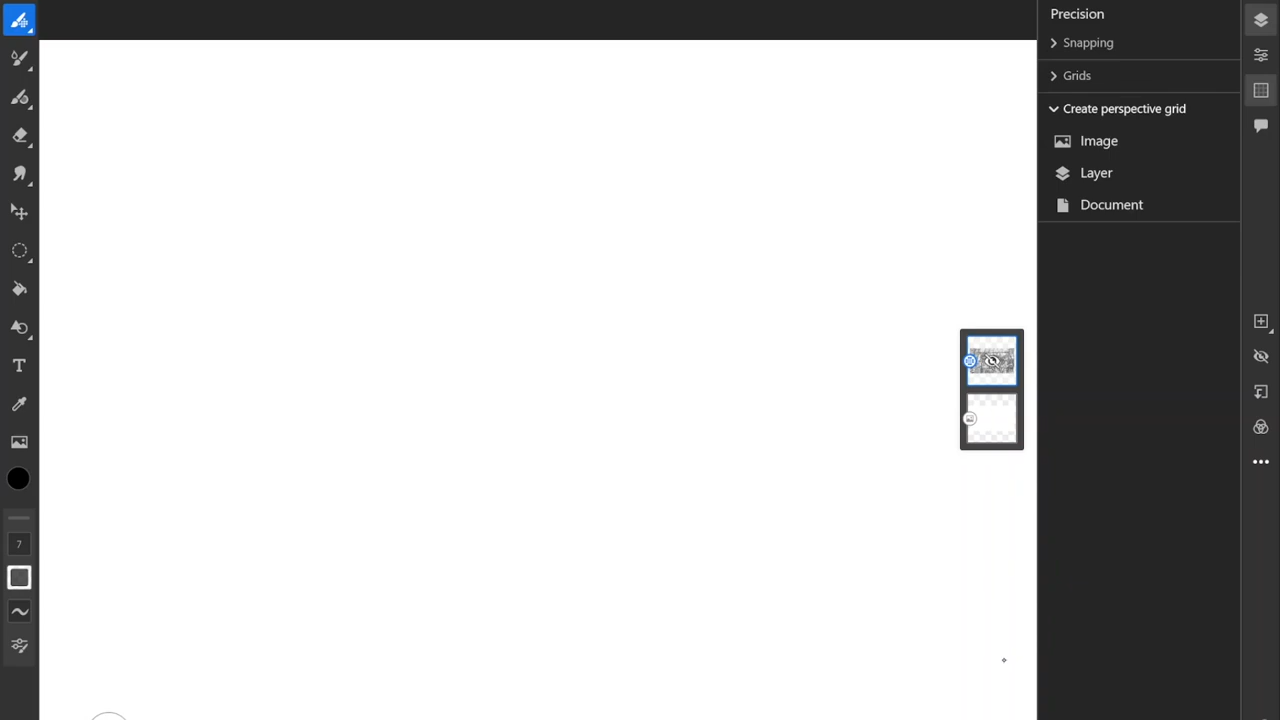 Precision
Snapping
Grids
Create perspective grid
Image
Layer
Document
7